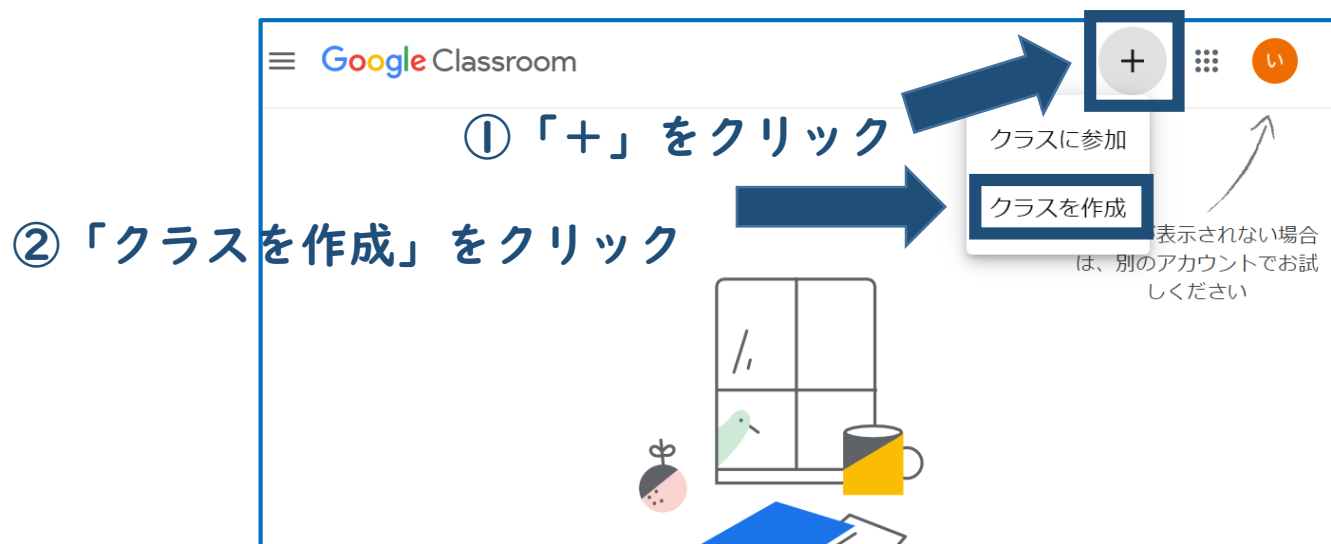 Google Classroom
+
い
①「+」をクリック
クラスに参加
②「クラスを作成」をクリック
クラスを作成
表示されない場合
は、別のアカウントでお試
しください